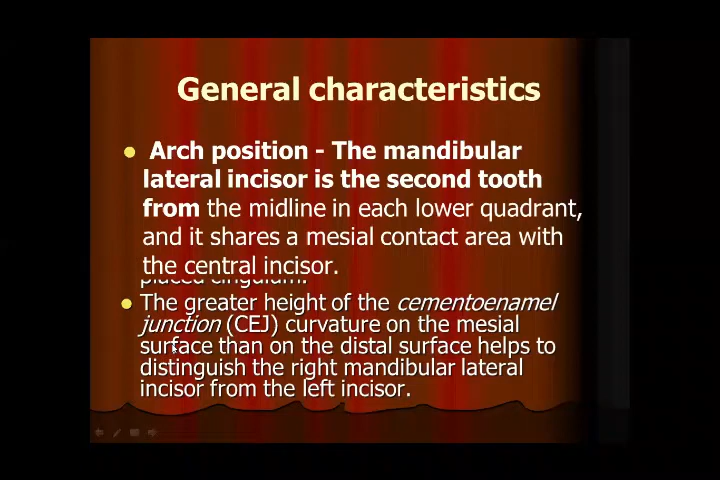 General characteristics
Arch position - The mandibular
lateral incisor is the second tooth
from the midline in each lower quadrant,
and it shares a mesial contact area with
the central incisor.
placed cingulum.
The greater height of the cementoenamel
junction (CEJ) curvature on the mesial
surface than on the distal surface helps to
distinguish the right mandibular lateral
incisor from the left incisor.